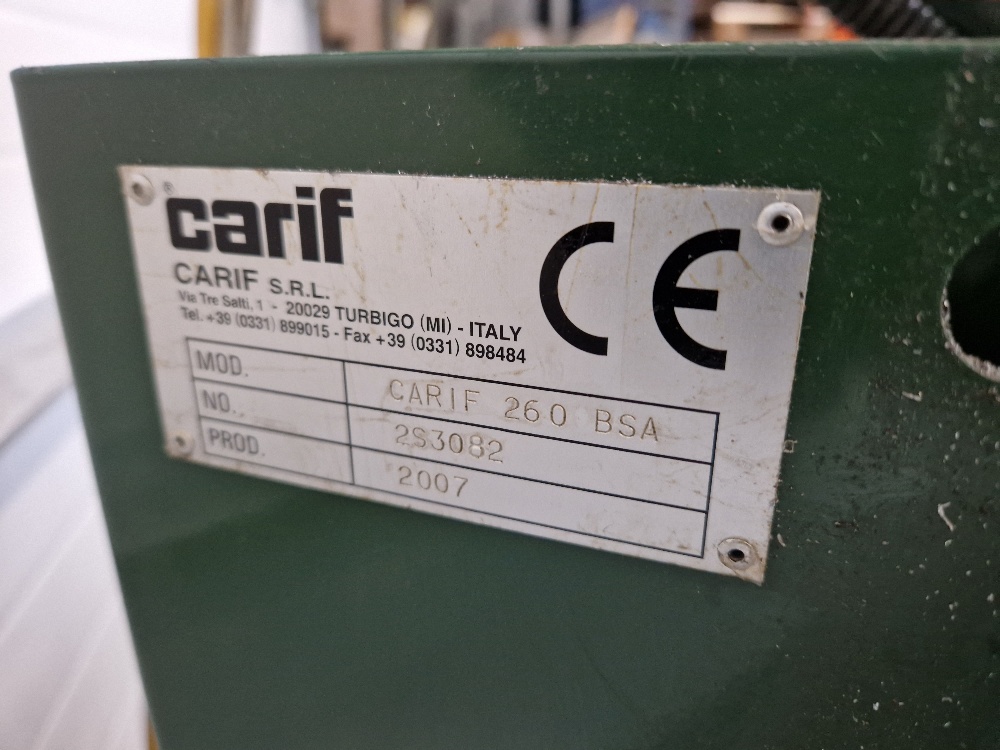 ® carif
CARIF S.R.L.
Via Tre Salti, 1 - 20029 TURBIGO (MI) - ITALY
Tel. +39 (0331) 899015 - Fax +39 (0331) 898484
CE
MOD. CARIF 260 BSA
NO. 2S3082
PROD. 2007